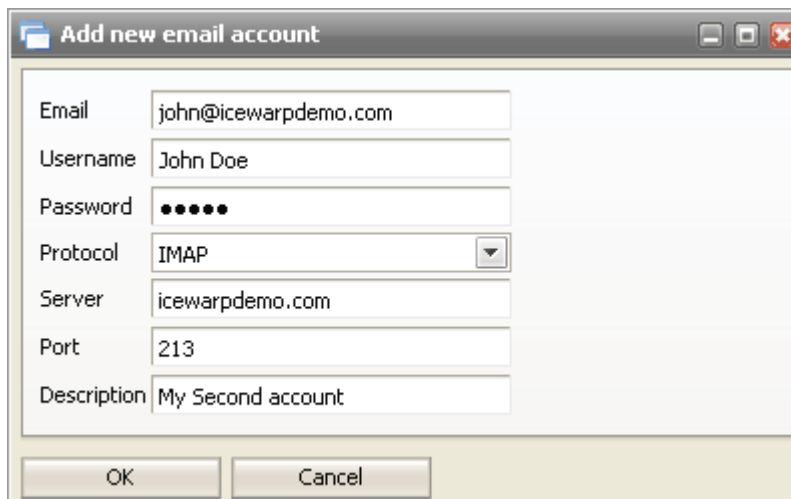 Add new email account
Email john@icewarpdemo.com
Username John Doe
Password •••••
Protocol IMAP
Server icewarpdemo.com
Port 213
Description My Second account
OK Cancel